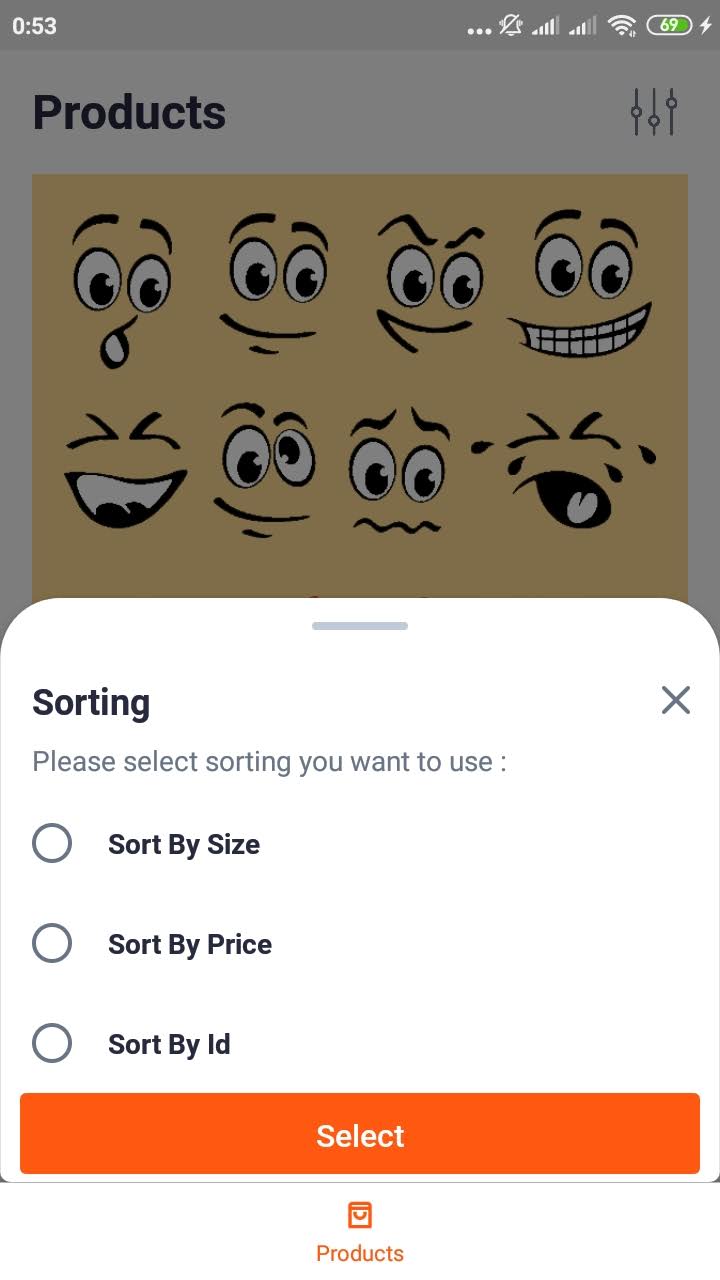 0:53
69
Products
Sorting
Please select sorting you want to use :
Sort By Size
Sort By Price
Sort By Id
Select
Products